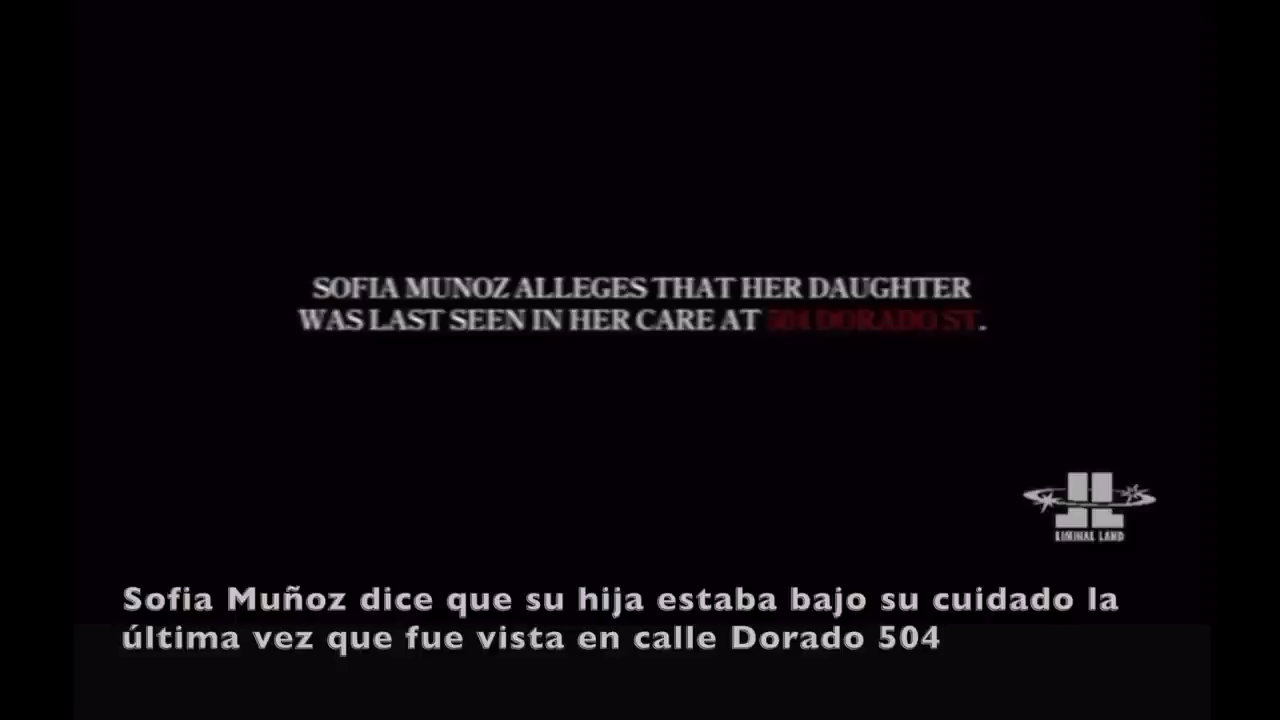 SOFIA MUNOZ ALLEGES THAT HER DAUGHTER
WAS LAST SEEN IN HER CARE AT 504 DORADO ST.
LIMINAL LAND
Sofia Muñoz dice que su hija estaba bajo su cuidado la
última vez que fue vista en calle Dorado 504